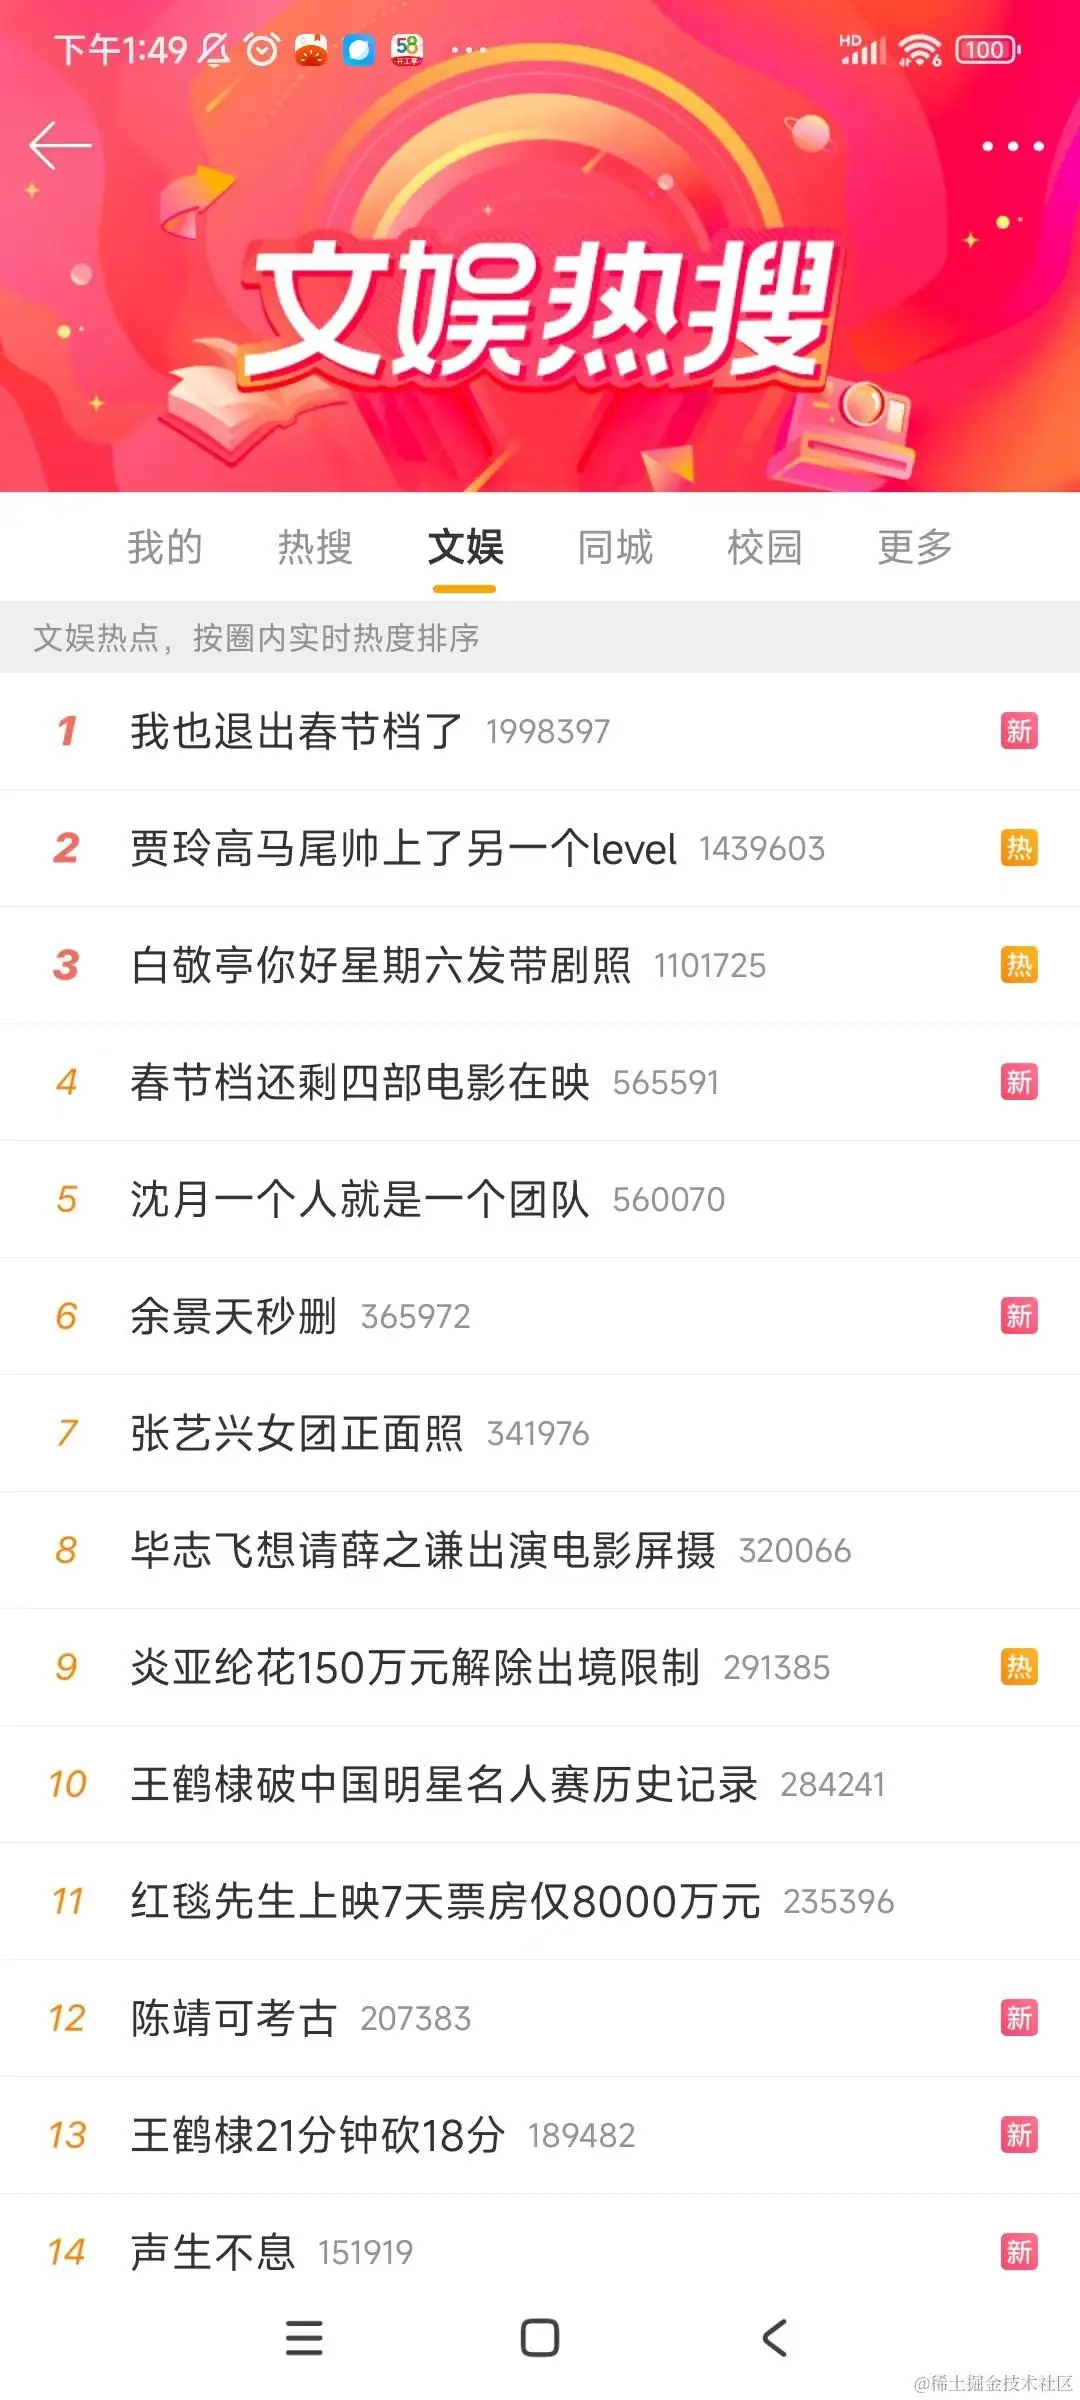 下午1:49 58 开工季 HD 6 100
文娱热搜
我的 热搜 文娱 同城 校园 更多
文娱热点，按圈内实时热度排序
1 我也退出春节档了 1998397 新
2 贾玲高马尾帅上了另一个level 1439603 热
3 白敬亭你好星期六发带剧照 1101725 热
4 春节档还剩四部电影在映 565591 新
5 沈月一个人就是一个团队 560070
6 余景天秒删 365972 新
7 张艺兴女团正面照 341976
8 毕志飞想请薛之谦出演电影屏摄 320066
9 炎亚纶花150万元解除出境限制 291385 热
10 王鹤棣破中国明星名人赛历史记录 284241
11 红毯先生上映7天票房仅8000万元 235396
12 陈靖可考古 207383 新
13 王鹤棣21分钟砍18分 189482 新
14 声生不息 151919 新
@稀土掘金技术社区